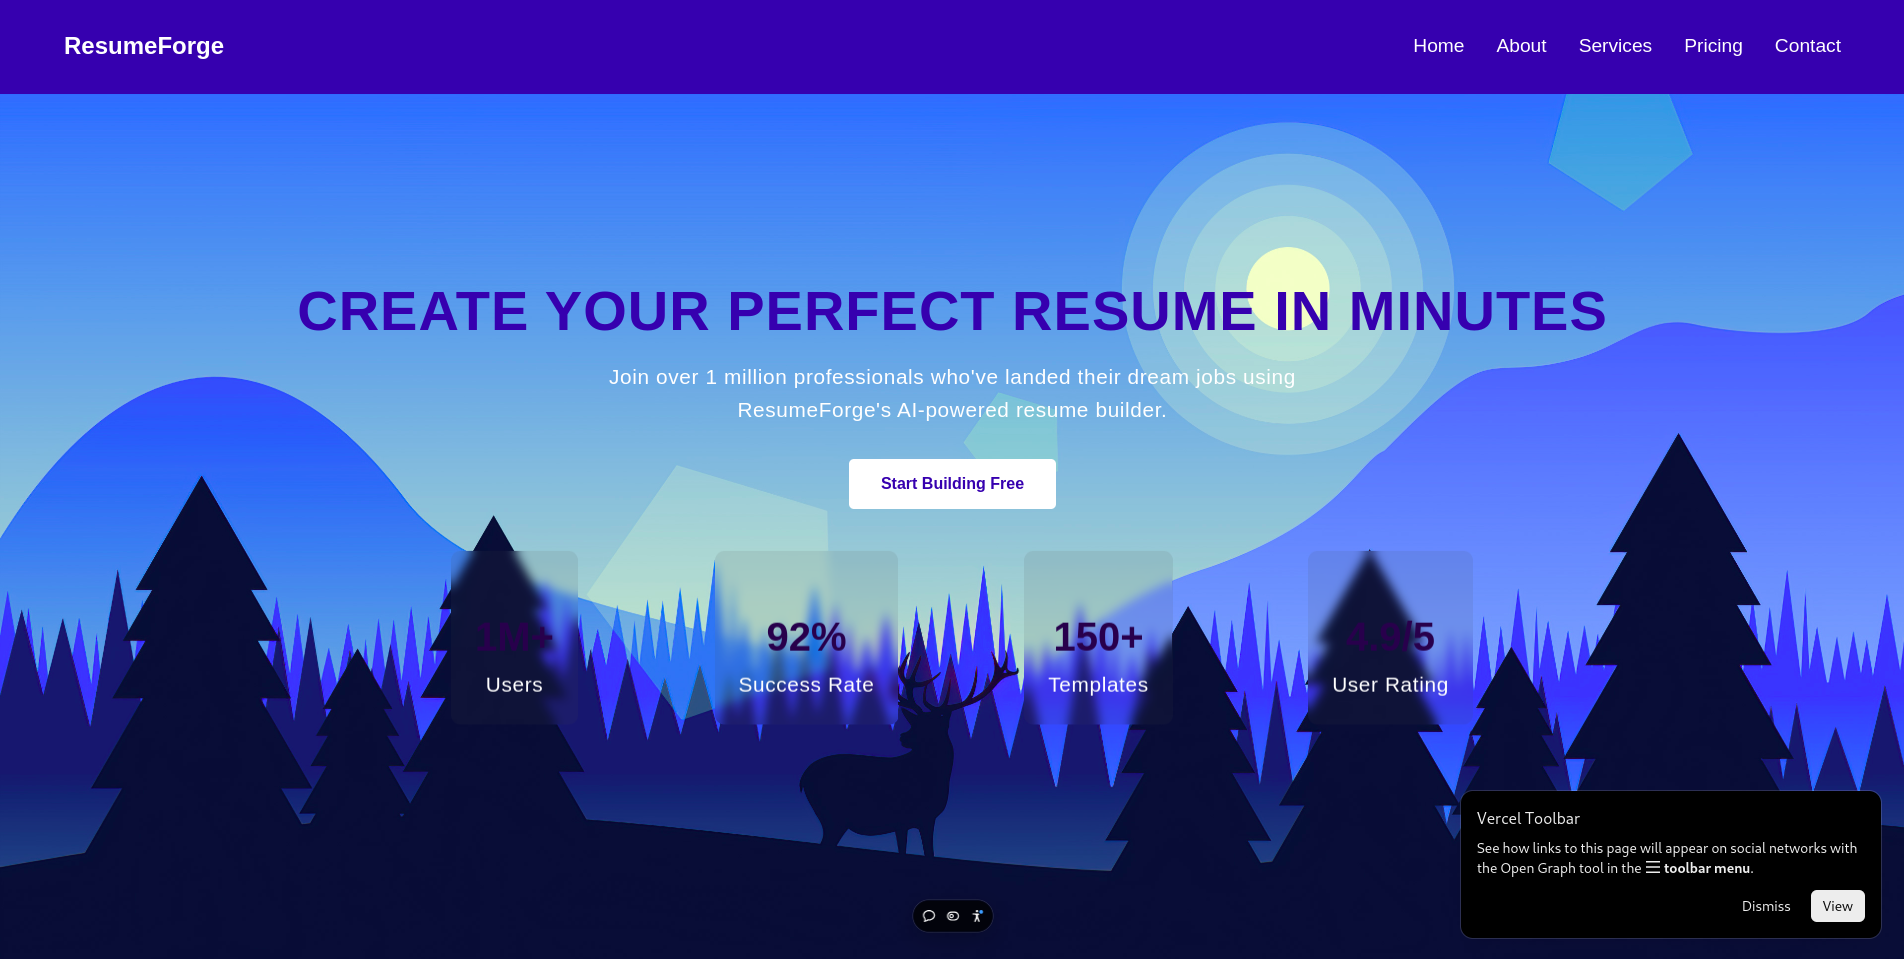 ResumeForge
Home About Services Pricing Contact
CREATE YOUR PERFECT RESUME IN MINUTES
Join over 1 million professionals who've landed their dream jobs using
ResumeForge's AI-powered resume builder.
Start Building Free
1M+ 92% 150+ 4.9/5
Users Success Rate Templates User Rating
Vercel Toolbar
See how links to this page will appear on social networks with
the Open Graph tool in the toolbar menu.
Dismiss View